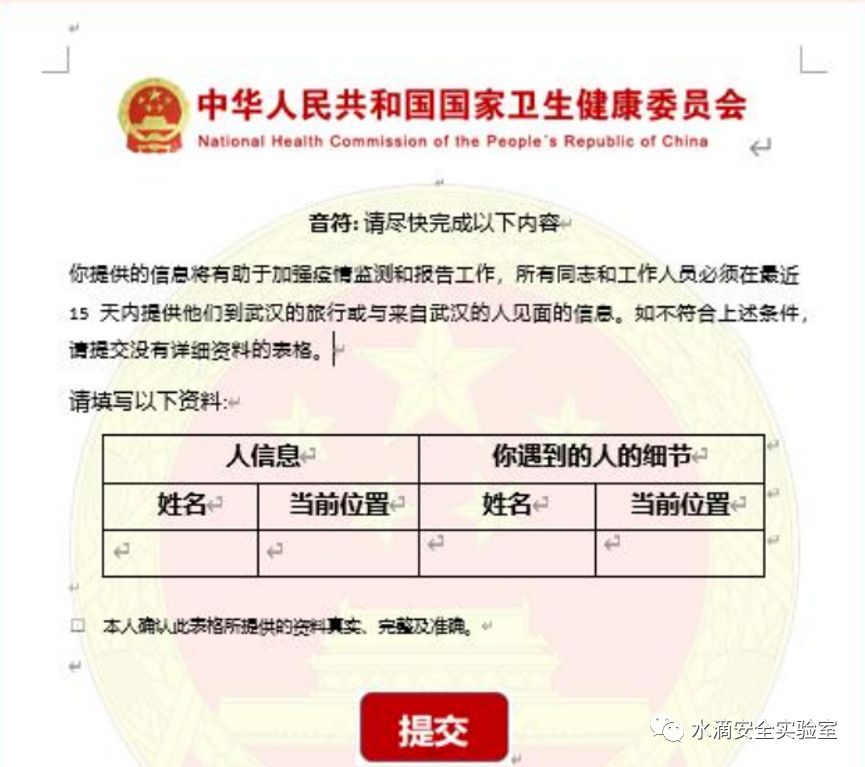 中华人民共和国国家卫生健康委员会
National Health Commission of the People´s Republic of China
音符: 请尽快完成以下内容
你提供的信息将有助于加强疫情监测和报告工作，所有同志和工作人员必须在最近
15 天内提供他们到武汉的旅行或与来自武汉的人见面的信息。如不符合上述条件，
请提交没有详细资料的表格。
请填写以下资料:
人信息 你遇到的人的细节
姓名 当前位置 姓名 当前位置
本人确认此表格所提供的资料真实、完整及准确。
提交
水滴安全实验室